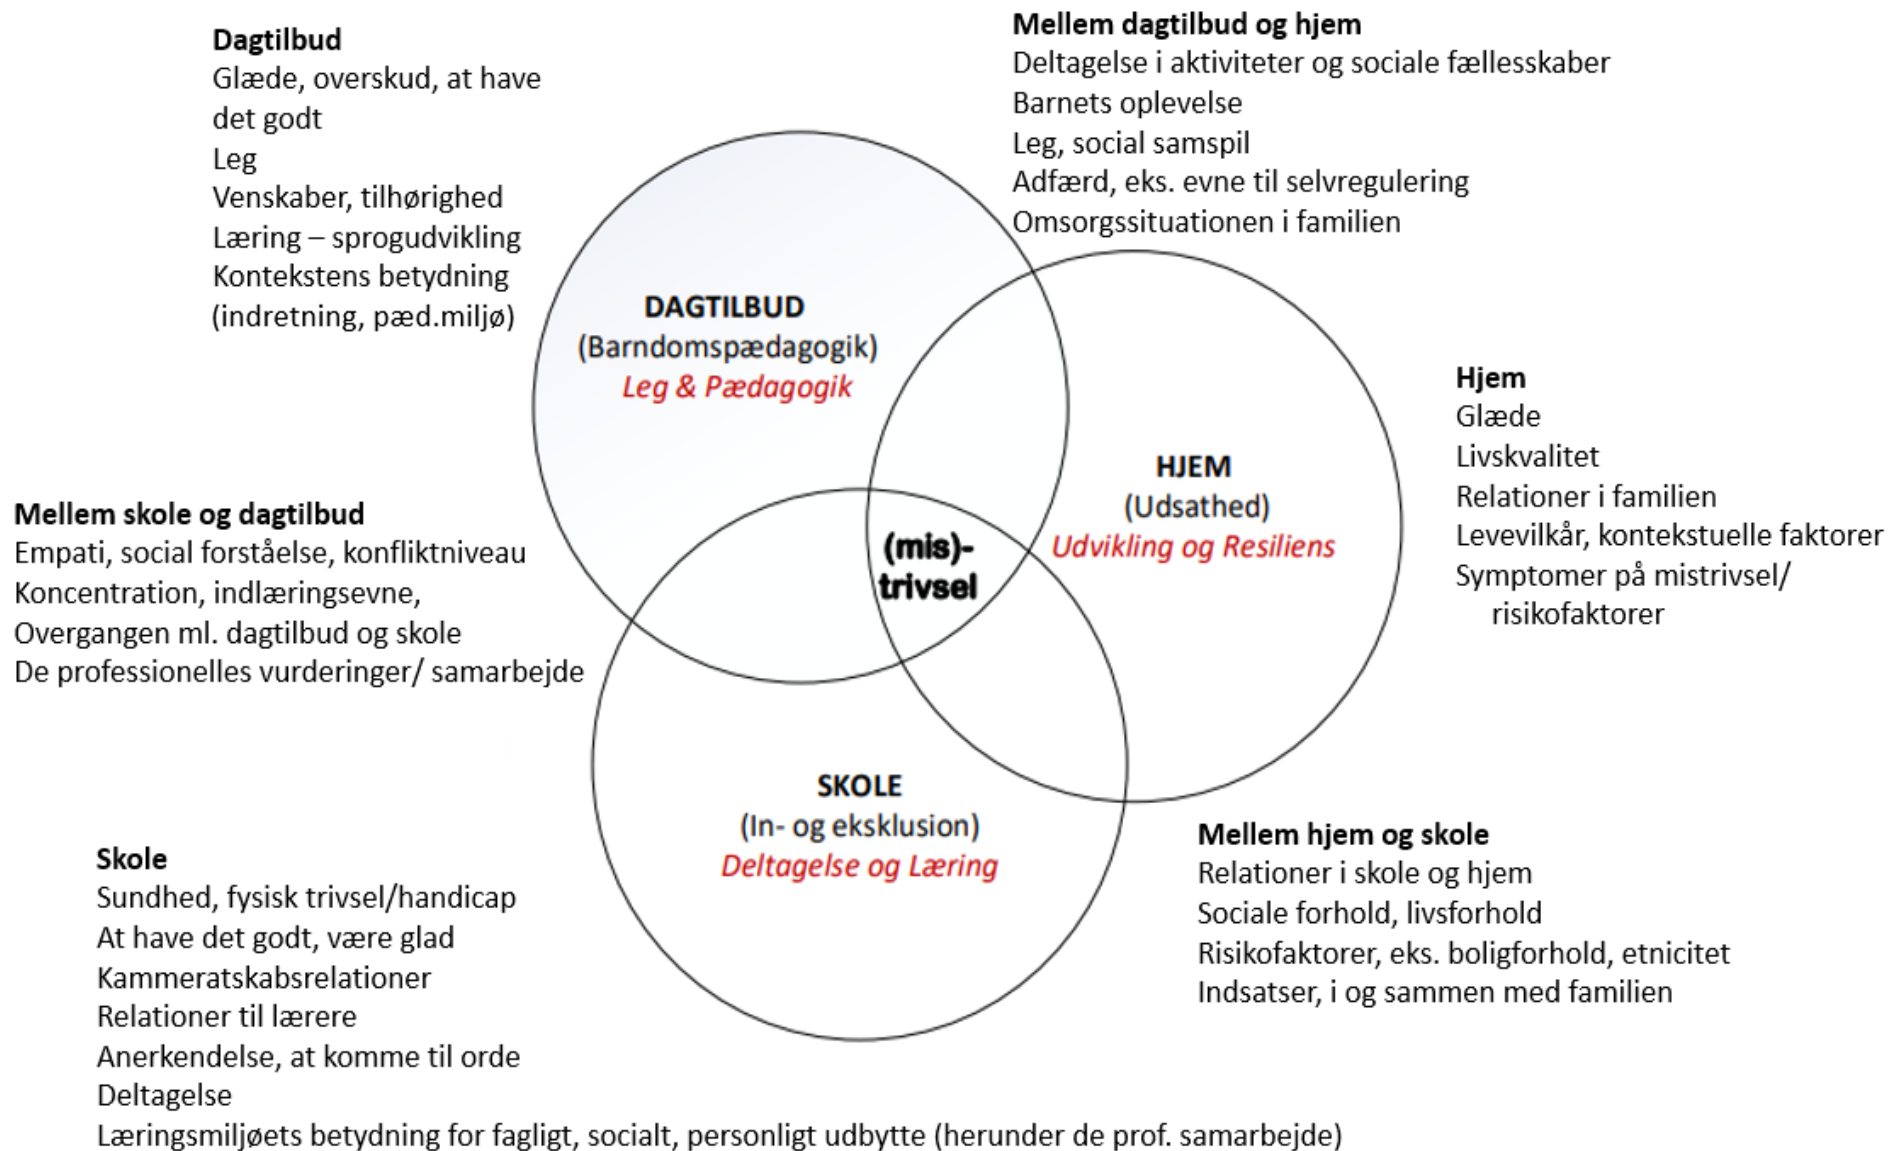 Dagtilbud
Glæde, overskud, at have
det godt
Leg
Venskaber, tilhørighed
Læring – sprogudvikling
Kontekstens betydning
(indretning, pæd.miljø)
Mellem dagtilbud og hjem
Deltagelse i aktiviteter og sociale fællesskaber
Barnets oplevelse
Leg, social samspil
Adfærd, eks. evne til selvregulering
Omsorgssituationen i familien
DAGTILBUD
(Barndomspædagogik)
Leg & Pædagogik
HJEM
(Udsathed)
Udvikling og Resiliens
Hjem
Glæde
Livskvalitet
Relationer i familien
Levevilkår, kontekstuelle faktorer
Symptomer på mistrivsel/
risikofaktorer
Mellem skole og dagtilbud
Empati, social forståelse, konfliktniveau
Koncentration, indlæringsevne,
Overgangen ml. dagtilbud og skole
De professionelles vurderinger/ samarbejde
(mis)-
trivsel
SKOLE
(In- og eksklusion)
Deltagelse og Læring
Mellem hjem og skole
Relationer i skole og hjem
Sociale forhold, livsforhold
Risikofaktorer, eks. boligforhold, etnicitet
Indsatser, i og sammen med familien
Skole
Sundhed, fysisk trivsel/handicap
At have det godt, være glad
Kammeratskabsrelationer
Relationer til lærere
Anerkendelse, at komme til orde
Deltagelse
Læringsmiljøets betydning for fagligt, socialt, personligt udbytte (herunder de prof. samarbejde)